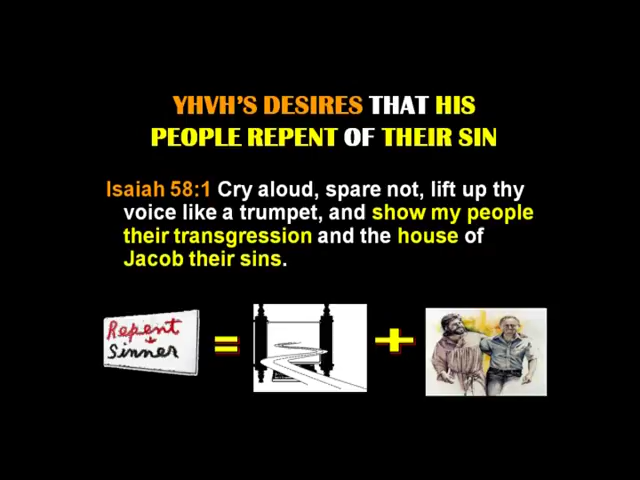 YHVH'S DESIRES THAT HIS
PEOPLE REPENT OF THEIR SIN
Isaiah 58:1 Cry aloud, spare not, lift up thy
voice like a trumpet, and show my people
their transgression and the house of
Jacob their sins.
Repent
Sinner
=
+